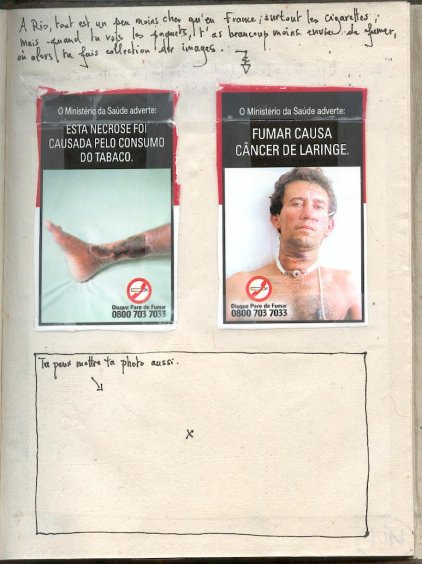 A Rio, tout est un peu moins cher qu'en France, surtout les cigarettes,
mais quand tu vois les paquets, t'as beaucoup moins envie de fumer,
ou alors, tu fais collection des images.
O Ministério da Saúde adverte:
ESTA NECROSE FOI
CAUSADA PELO CONSUMO
DO TABACO.
Disque Pare de Fumar
0800 703 7033
O Ministério da Saúde adverte:
FUMAR CAUSA
CÂNCER DE LARINGE.
Disque Pare de Fumar
0800 703 7033
Tu peux mettre ta photo aussi.
x